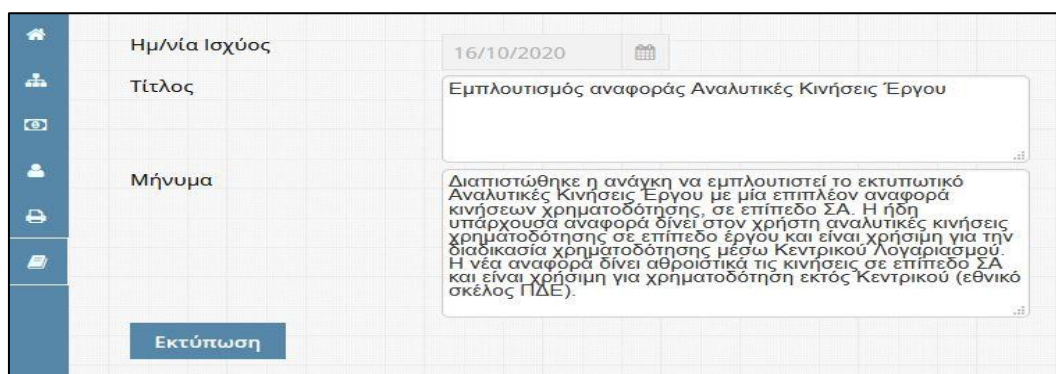 Ημ/νία Ισχύος
16/10/2020
Τίτλος
Εμπλουτισμός αναφοράς Αναλυτικές Κινήσεις Έργου
Μήνυμα
Διαπιστώθηκε η ανάγκη να εμπλουτιστεί το εκτυπωτικό
Αναλυτικές Κινήσεις Έργου με μία επιπλέον αναφορά
κινήσεων χρηματοδότησης, σε επίπεδο ΣΑ. Η ήδη
υπάρχουσα αναφορά δίνει στον χρήστη αναλυτικές κινήσεις
χρηματοδότησης σε επίπεδο έργου και είναι χρήσιμη για την
διαδικασία χρηματοδότησης μέσω Κεντρικού Λογαριασμού.
Η νέα αναφορά δίνει αθροιστικά τις κινήσεις σε επίπεδο ΣΑ
και είναι χρήσιμη για χρηματοδότηση εκτός Κεντρικού (εθνικό
σκέλος ΠΔΕ).
Εκτύπωση